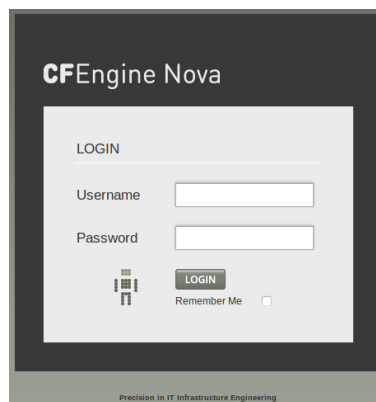 CFEngine Nova
LOGIN
Username
Password
LOGIN
Remember Me
Precision in IT Infrastructure Engineering